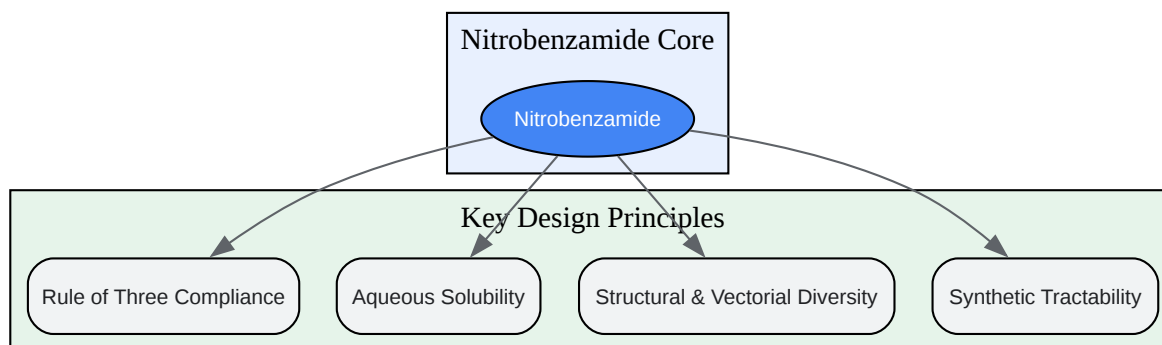 Nitrobenzamide Core
Nitrobenzamide
Key Design Principles
Rule of Three Compliance
Aqueous Solubility
Structural & Vectorial Diversity
Synthetic Tractability